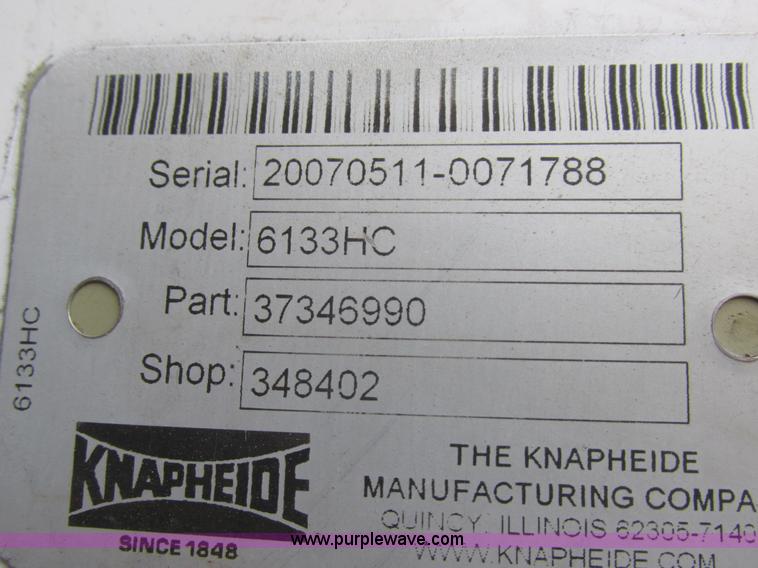 Serial: 20070511-0071788
Model: 6133HC
Part: 37346990
Shop: 348402
6133HC
KNAPHEIDE
SINCE 1848
THE KNAPHEIDE
MANUFACTURING COMPA
QUINCY, ILLINOIS 62305-7140
WWW.KNAPHEIDE.COM
www.purplewave.com